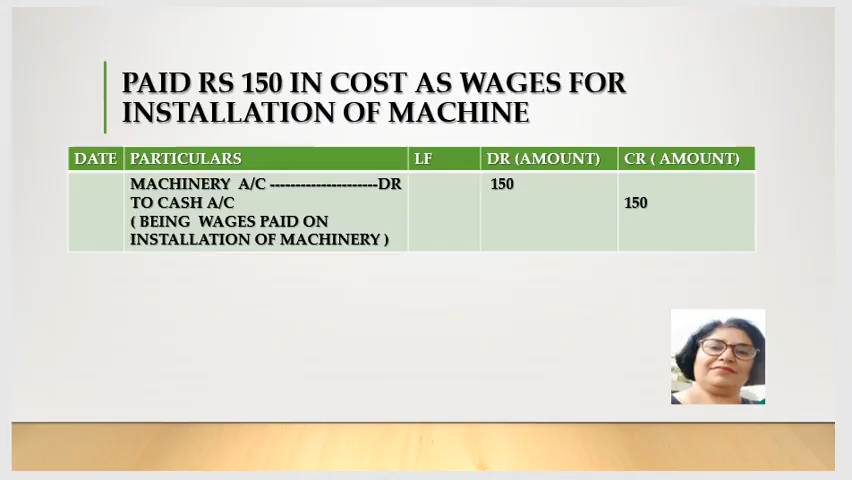 PAID RS 150 IN COST AS WAGES FOR
INSTALLATION OF MACHINE
DATE PARTICULARS LF DR (AMOUNT) CR ( AMOUNT)
MACHINERY A/C ---------------------DR 150
TO CASH A/C 150
( BEING WAGES PAID ON
INSTALLATION OF MACHINERY )